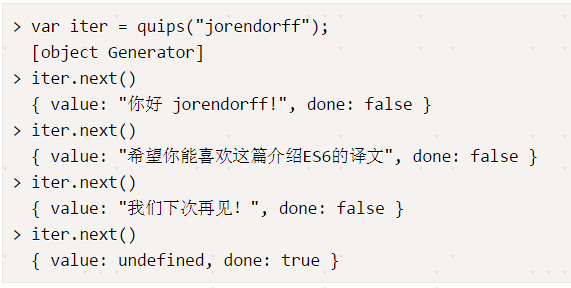 > var iter = quips("jorendorff");
[object Generator]
> iter.next()
{ value: "你好 jorendorff!", done: false }
> iter.next()
{ value: "希望你能喜欢这篇介绍ES6的译文", done: false }
> iter.next()
{ value: "我们下次再见！", done: false }
> iter.next()
{ value: undefined, done: true }